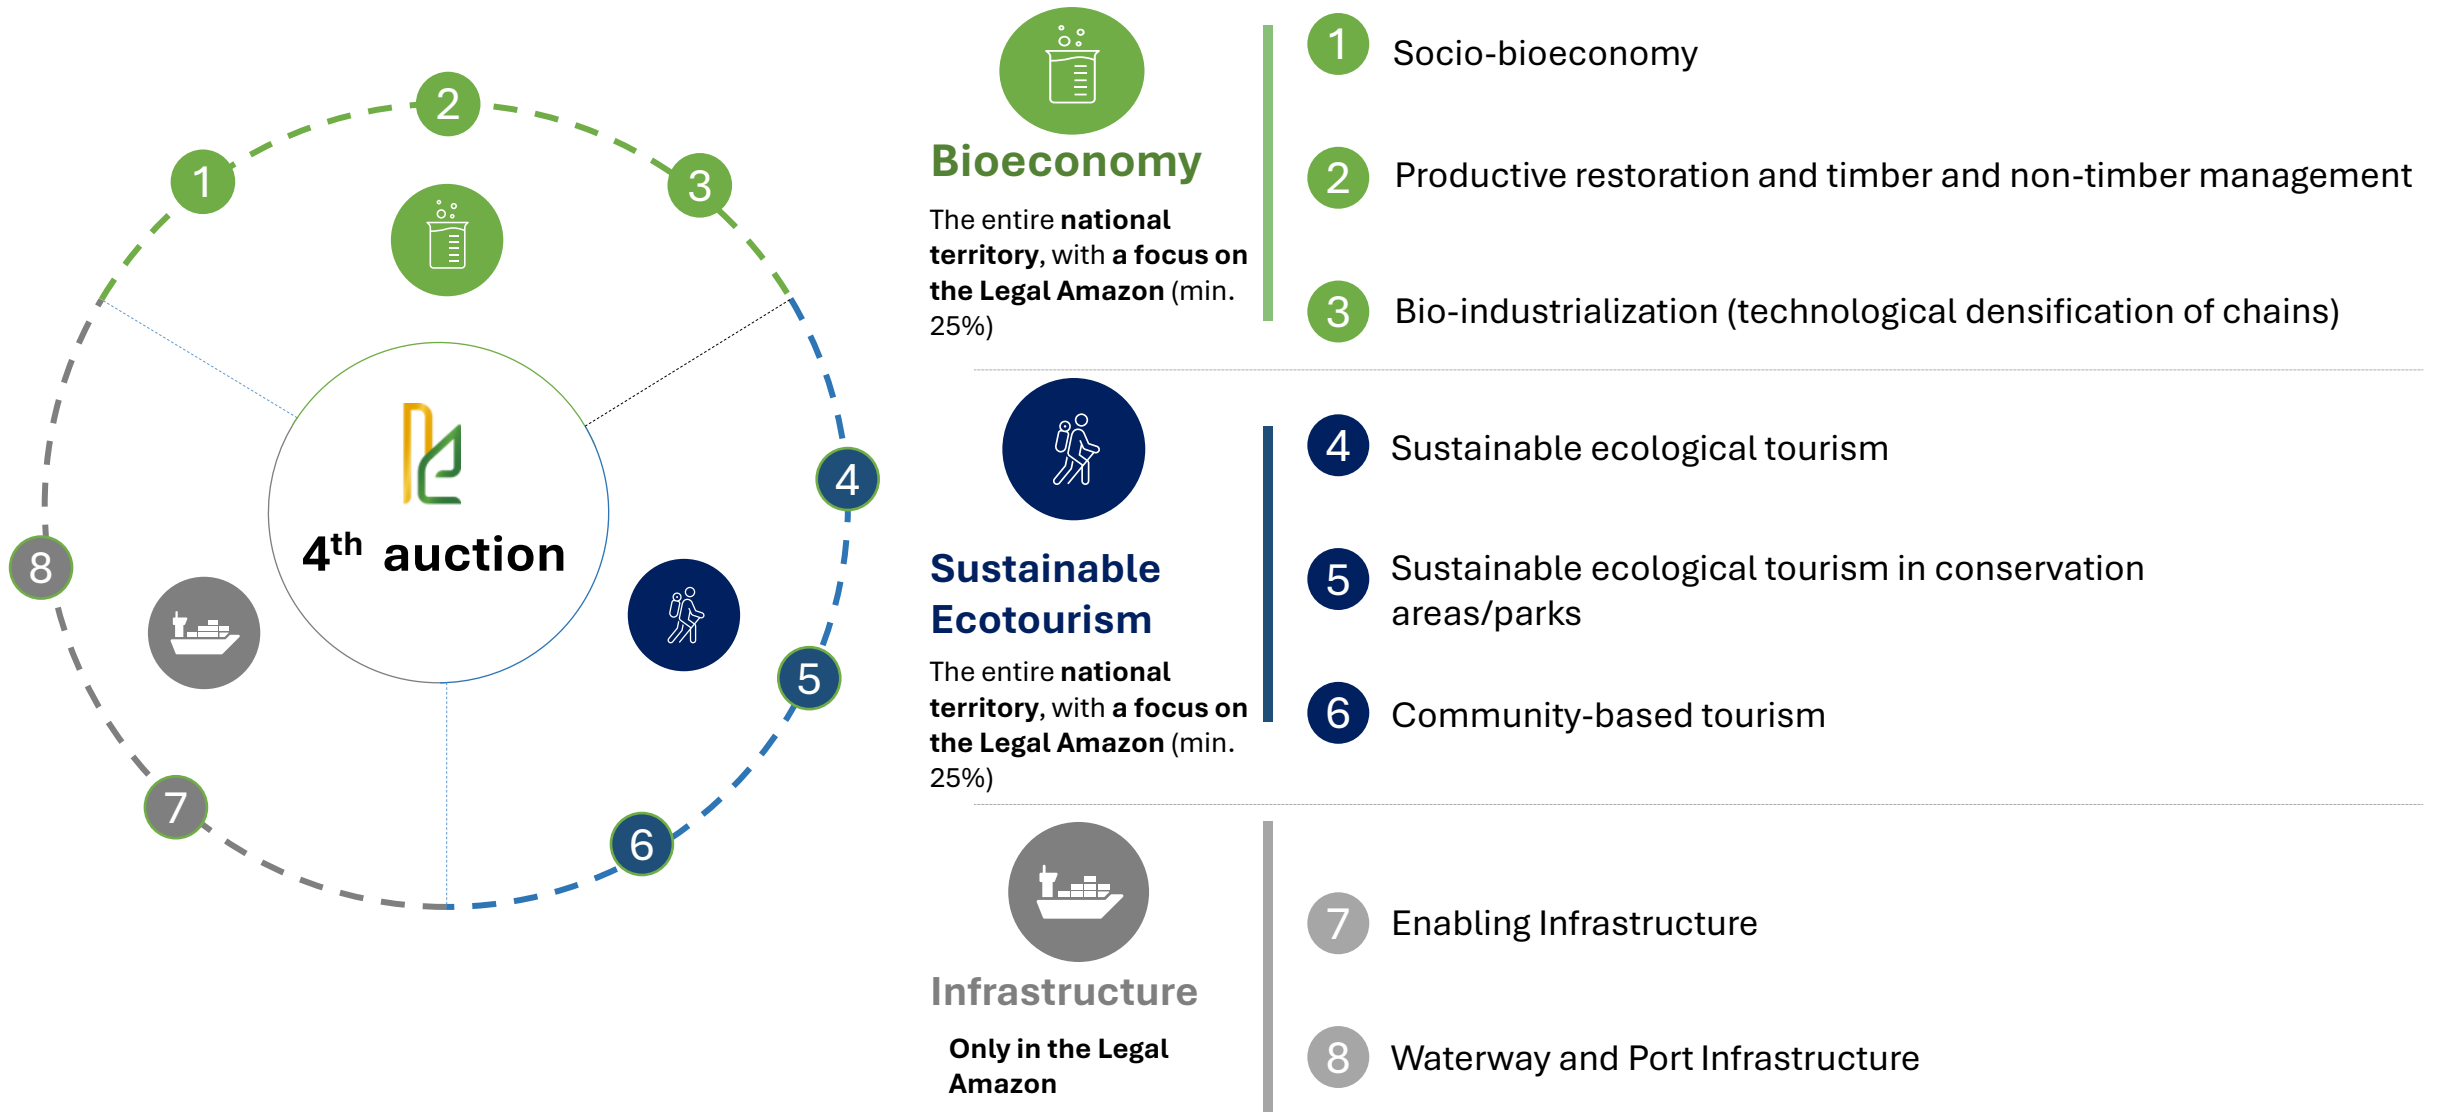 1
2
3
4
5
6
7
8
4th auction
Bioeconomy
The entire national
territory, with a focus on
the Legal Amazon (min.
25%)
1 Socio-bioeconomy
2 Productive restoration and timber and non-timber management
3 Bio-industrialization (technological densification of chains)
Sustainable
Ecotourism
The entire national
territory, with a focus on
the Legal Amazon (min.
25%)
4 Sustainable ecological tourism
5 Sustainable ecological tourism in conservation
areas/parks
6 Community-based tourism
Infrastructure
Only in the Legal
Amazon
7 Enabling Infrastructure
8 Waterway and Port Infrastructure